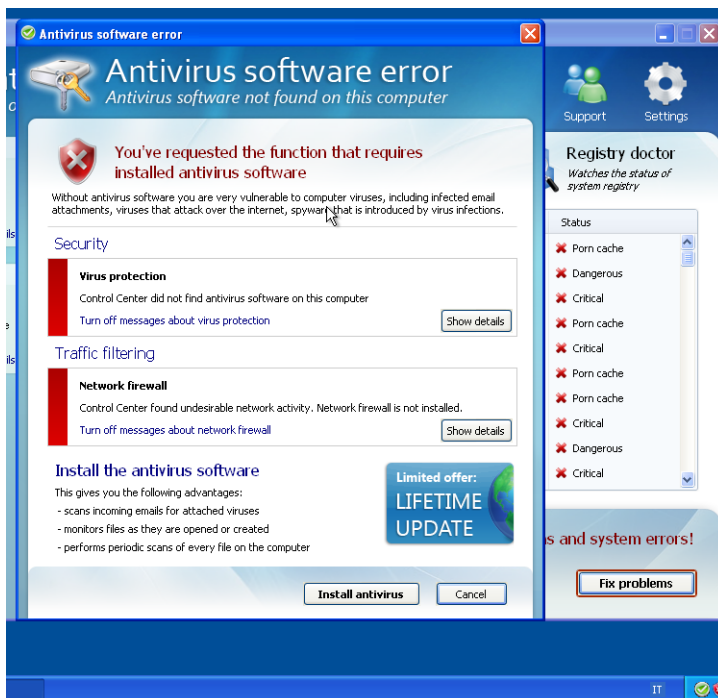 Antivirus software error
Antivirus software error
Antivirus software not found on this computer
You've requested the function that requires
installed antivirus software
Without antivirus software you are very vulnerable to computer viruses, including infected email
attachments, viruses that attack over the internet, spyware that is introduced by virus infections.
Security
Virus protection
Control Center did not find antivirus software on this computer
Turn off messages about virus protection
Show details
Traffic filtering
Network firewall
Control Center found undesirable network activity. Network firewall is not installed.
Turn off messages about network firewall
Show details
Install the antivirus software
This gives you the following advantages:
- scans incoming emails for attached viruses
- monitors files as they are opened or created
- performs periodic scans of every file on the computer
Limited offer:
LIFETIME
UPDATE
Install antivirus
Cancel
Support
Settings
Registry doctor
Watches the status of
system registry
Status
Porn cache
Dangerous
Critical
Porn cache
Critical
Porn cache
Porn cache
Critical
Dangerous
Critical
and system errors!
Fix problems
IT